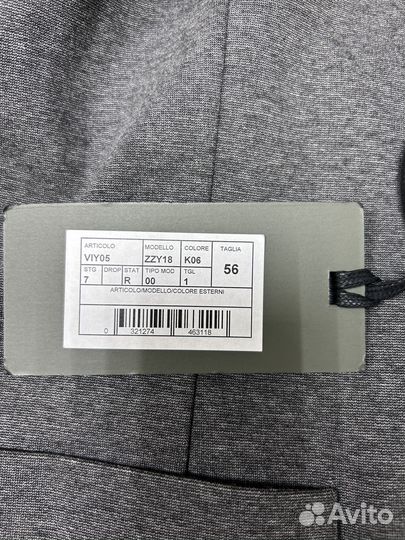 ARTICOLO MODELLO COLORE TAGLIA
VIY05 ZZY18 K06 56
STG DROP STAT TIPO MOD TGL
7 R 00 1
ARTICOLO/MODELLO/COLORE ESTERNI
0 321274 463118
Avito